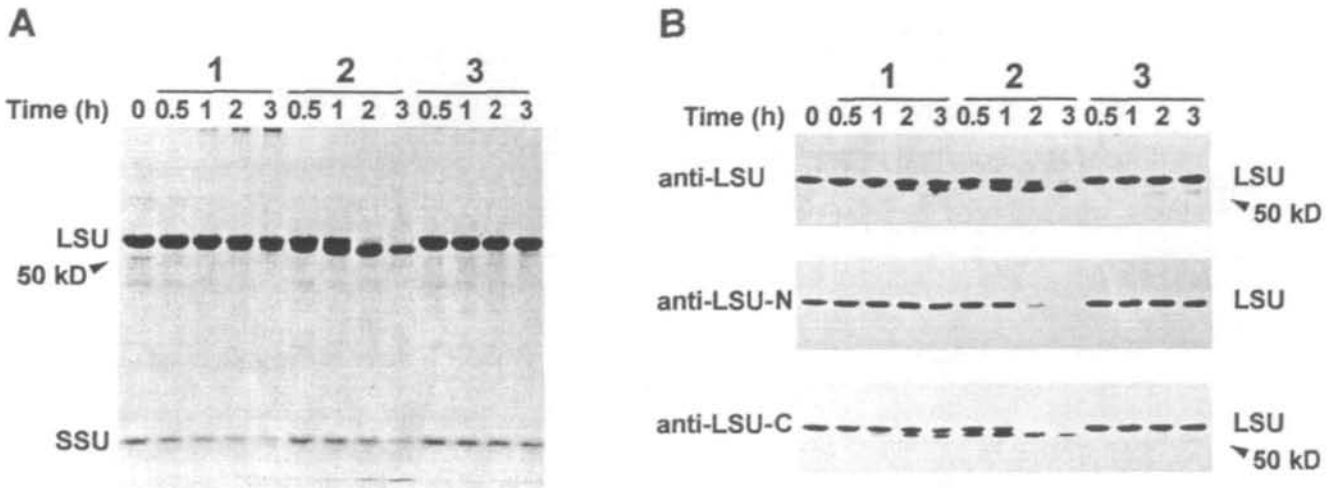 A
1 2 3
Time (h) 0 0.5 1 2 3 0.5 1 2 3 0.5 1 2 3
LSU
50 kD
SSU
B
1 2 3
Time (h) 0 0.5 1 2 3 0.5 1 2 3 0.5 1 2 3
anti-LSU LSU
50 kD
anti-LSU-N LSU
anti-LSU-C LSU
50 kD